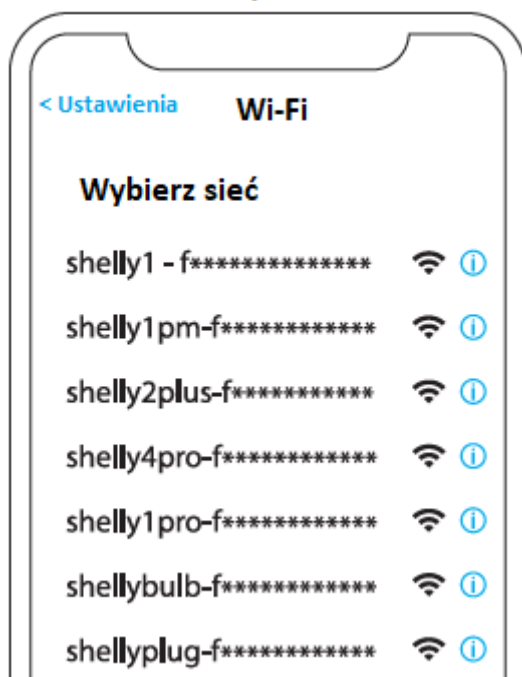 < Ustawienia Wi-Fi
Wybierz sieć
shelly1 - f**************
shelly1pm-f************
shelly2plus-f***********
shelly4pro-f************
shelly1pro-f************
shellybulb-f************
shellyplug-f************